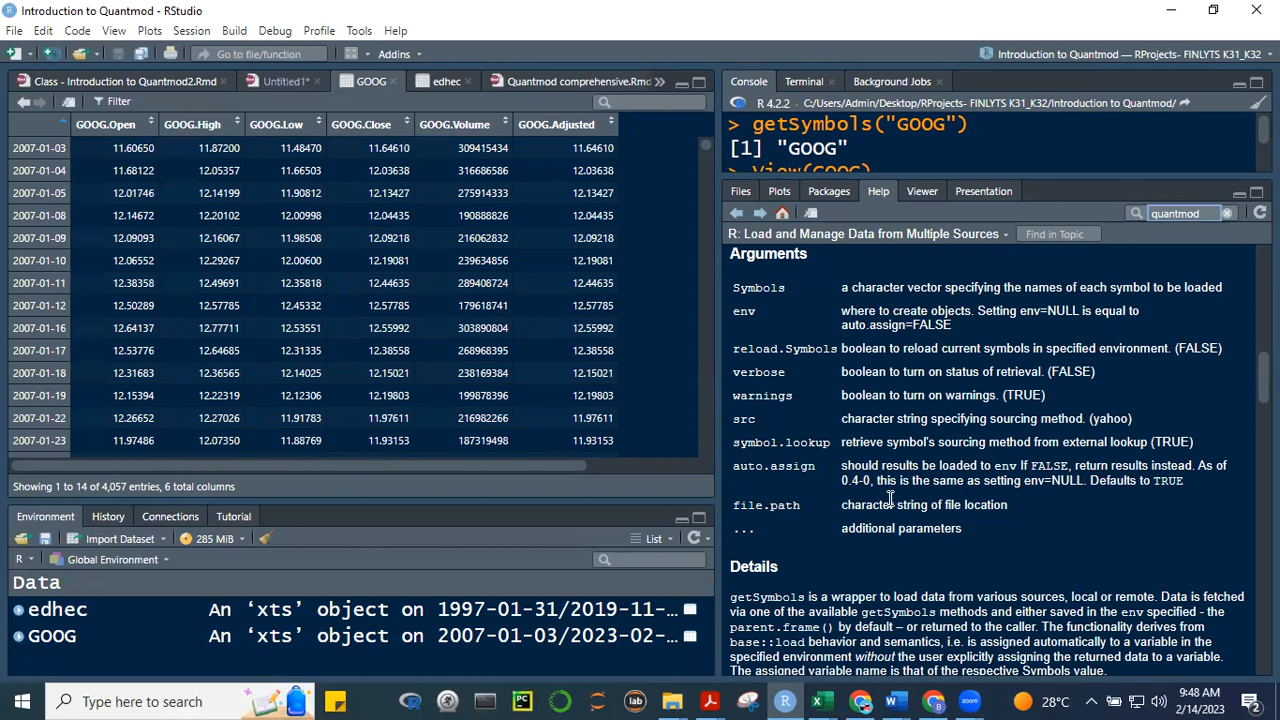 Introduction to Quantmod - RStudio
File Edit Code View Plots Session Build Debug Profile Tools Help
Go to file/function Addins Introduction to Quantmod — RProjects- FINLYTS K31_K32
Class - Introduction to Quantmod2.Rmd Untitled1* GOOG edhec Quantmod comprehensive.Rmd
Filter
GOOG.Open GOOG.High GOOG.Low GOOG.Close GOOG.Volume GOOG.Adjusted
2007-01-03 11.60650 11.87200 11.48470 11.64610 309415434 11.64610
2007-01-04 11.68122 12.05357 11.66503 12.03638 316686586 12.03638
2007-01-05 12.01746 12.14199 11.90812 12.13427 275914333 12.13427
2007-01-08 12.14672 12.20102 12.00998 12.04435 190888826 12.04435
2007-01-09 12.09093 12.16067 11.98508 12.09218 216062832 12.09218
2007-01-10 12.06552 12.29267 12.00600 12.19081 239634856 12.19081
2007-01-11 12.38358 12.49691 12.35818 12.44635 289408724 12.44635
2007-01-12 12.50289 12.57785 12.45332 12.57785 179618741 12.57785
2007-01-16 12.64137 12.77711 12.53551 12.55992 303890804 12.55992
2007-01-17 12.53776 12.64685 12.31335 12.38558 268968395 12.38558
2007-01-18 12.31683 12.36565 12.14025 12.15021 238169384 12.15021
2007-01-19 12.15394 12.22319 12.12306 12.19803 219878976 12.19803
2007-01-22 12.26652 12.27026 11.91783 11.97611 214982266 11.97611
2007-01-23 11.97486 12.07350 11.88769 11.93153 187319498 11.93153
Showing 1 to 14 of 4,057 entries, 6 total columns
Environment History Connections Tutorial
Import Dataset 285 MiB List
R Global Environment
Data
edhec An ‘xts’ object on 1997-01-31/2019-11-…
GOOG An ‘xts’ object on 2007-01-03/2023-02-…
Console Terminal Background Jobs
R 4.2.2 · C:/Users/Admin/Desktop/RProjects- FINLYTS K31_K32/Introduction to Quantmod/
> getSymbols("GOOG")
[1] "GOOG"
> View(GOOG)
Files Plots Packages Help Viewer Presentation
quantmod
R: Load and Manage Data from Multiple Sources Find in Topic
Arguments
Symbols a character vector specifying the names of each symbol to be loaded
env where to create objects. Setting env=NULL is equal to
auto.assign=FALSE
reload.Symbols boolean to reload current symbols in specified environment. (FALSE)
verbose boolean to turn on status of retrieval. (FALSE)
warnings boolean to turn on warnings. (TRUE)
src character string specifying sourcing method. (yahoo)
symbol.lookup retrieve symbol's sourcing method from external lookup (TRUE)
auto.assign should results be loaded to env If FALSE, return results instead. As of
0.4-0, this is the same as setting env=NULL. Defaults to TRUE
file.path character string of file location
... additional parameters
Details
getSymbols is a wrapper to load data from various sources, local or remote. Data is fetched
via one of the available getSymbols methods and either saved in the env specified - the
parent.frame() by default – or returned to the caller. The functionality derives from
base::load behavior and semantics, i.e. is assigned automatically to a variable in the
specified environment without the user explicitly assigning the returned data to a variable.
The assigned variable name is that of the respective Symbols value.
Type here to search
lab
28°C
9:48 AM
2/14/2023
2